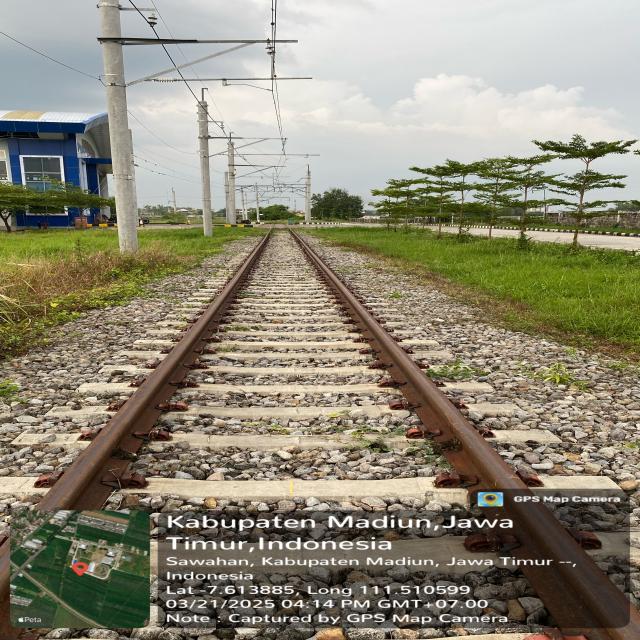 GPS Map Camera
Kabupaten Madiun,Jawa
Timur,Indonesia
Sawahan, Kabupaten Madiun, Jawa Timur --,
Indonesia
Lat -7.613885, Long 111.510599
03/21/2025 04:14 PM GMT+07.00
Note : Captured by GPS Map Camera
Peta